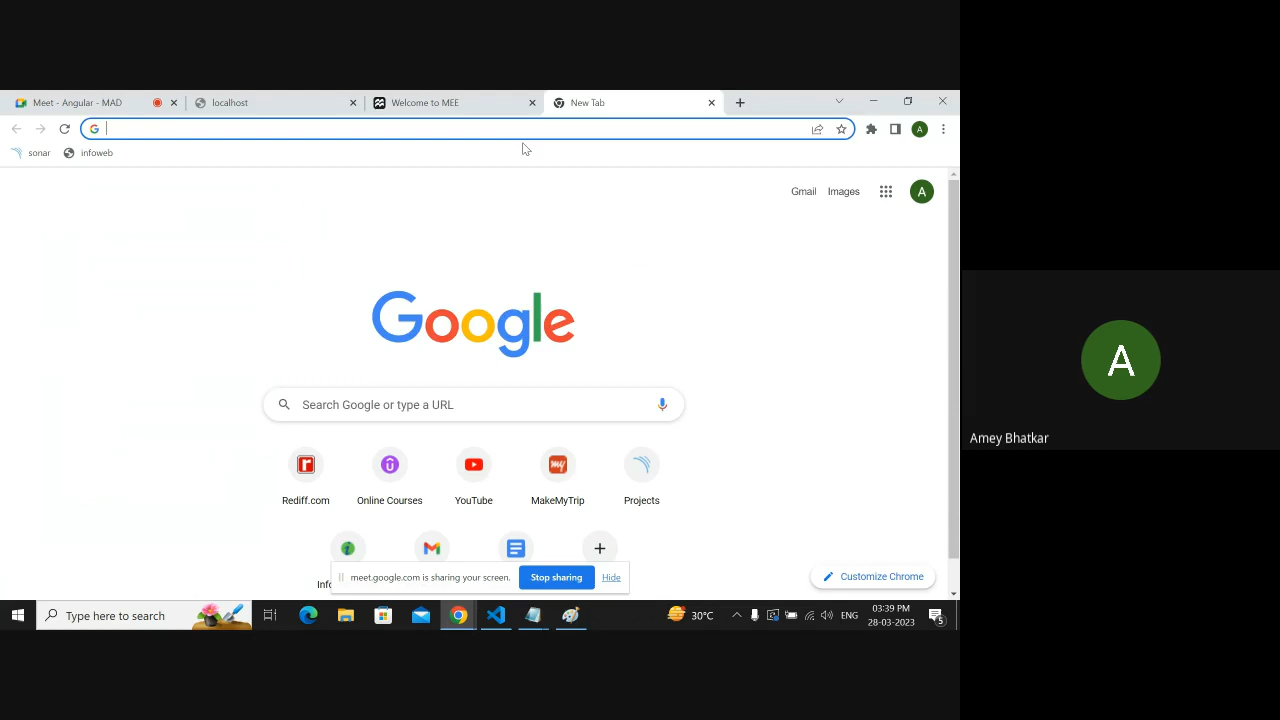 Meet - Angular - MAD
localhost
Welcome to MEE
New Tab
sonar
infoweb
A
Gmail
Images
A
Google
Search Google or type a URL
Rediff.com
Online Courses
YouTube
MakeMyTrip
Projects
meet.google.com is sharing your screen.
Stop sharing
Hide
Customize Chrome
Type here to search
30°C
ENG
03:39 PM
28-03-2023
5
A
Amey Bhatkar